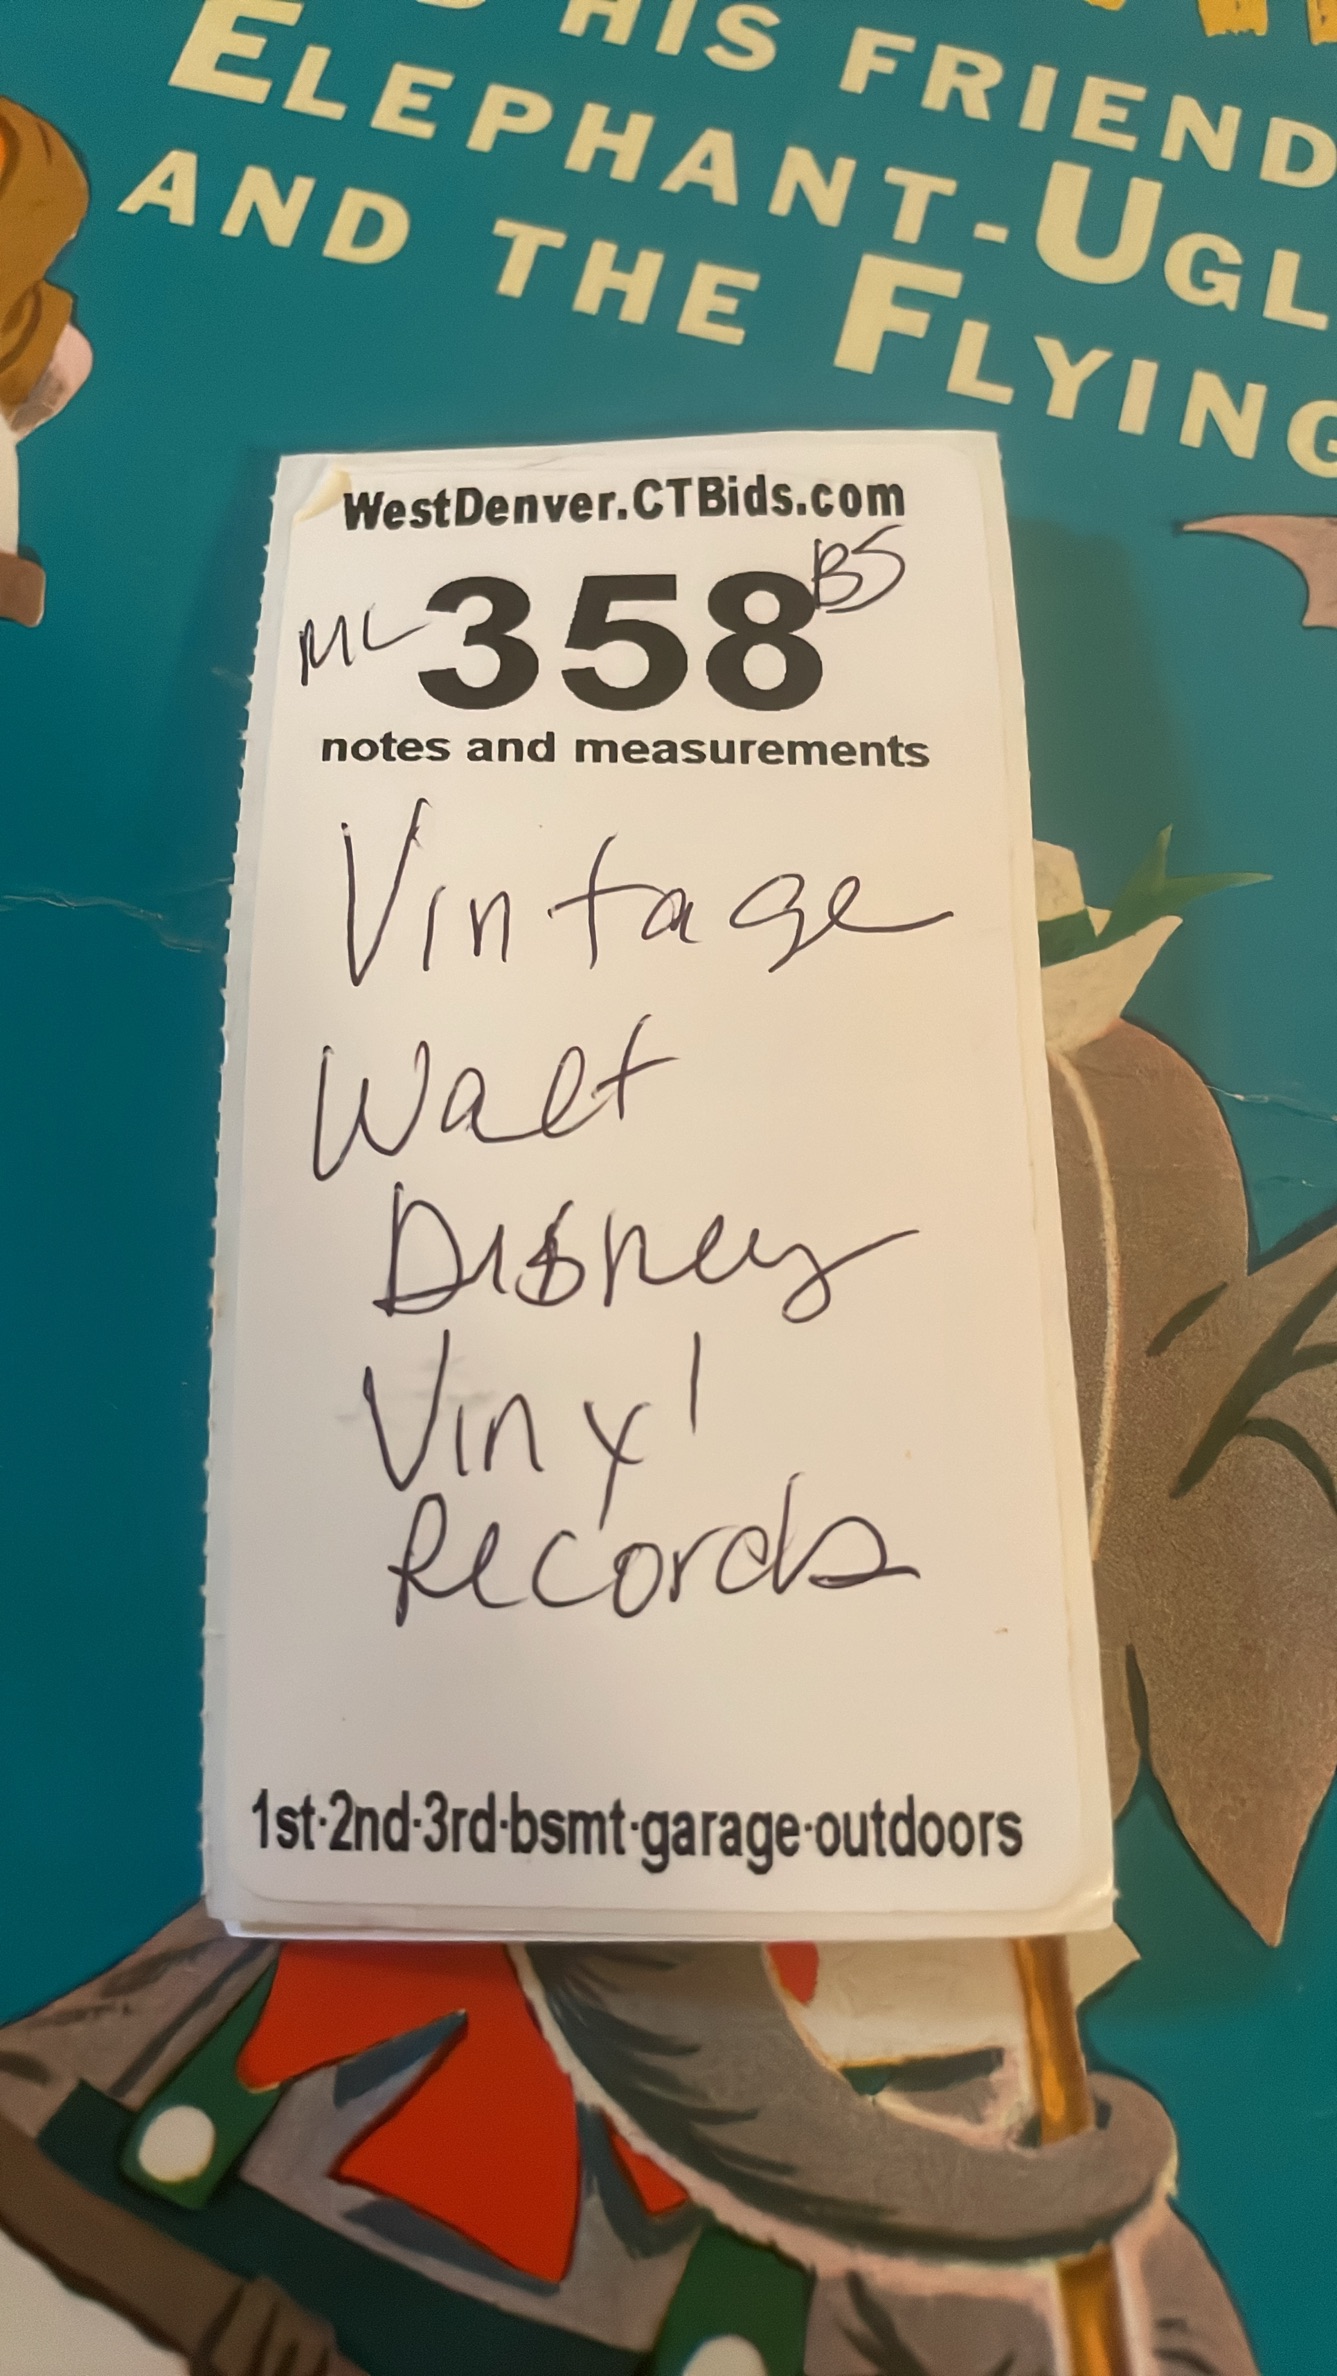 HIS FRIEND
ELEPHANT-UGL
AND THE FLYING
WestDenver.CTBids.com
BS
ML 358
notes and measurements
Vintage
Walt
Disney
Vinyl
Records
1st·2nd·3rd·bsmt·garage·outdoors